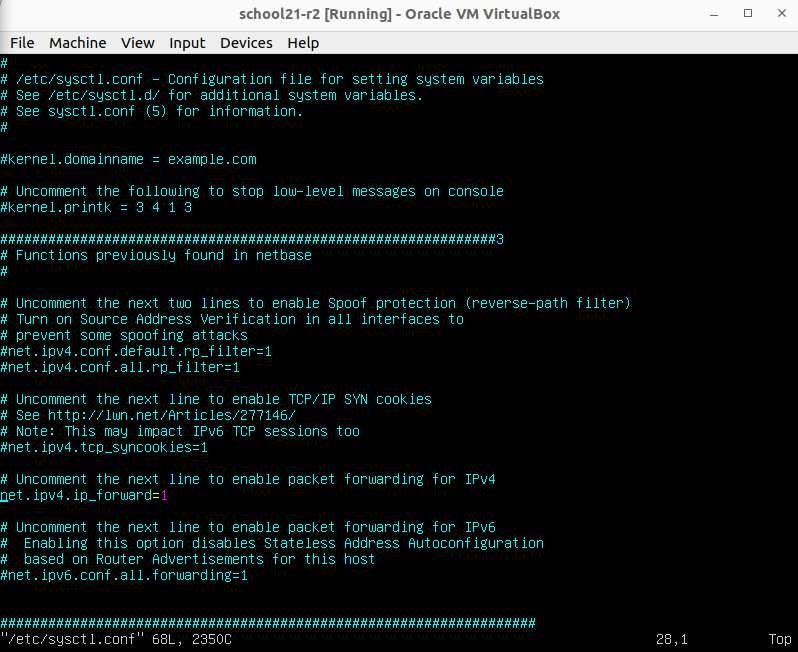 school21-r2 [Running] - Oracle VM VirtualBox
File Machine View Input Devices Help
#
# /etc/sysctl.conf - Configuration file for setting system variables
# See /etc/sysctl.d/ for additional system variables.
# See sysctl.conf (5) for information.
#
#kernel.domainname = example.com
# Uncomment the following to stop low-level messages on console
#kernel.printk = 3 4 1 3
##############################################################3
# Functions previously found in netbase
#
# Uncomment the next two lines to enable Spoof protection (reverse-path filter)
# Turn on Source Address Verification in all interfaces to
# prevent some spoofing attacks
#net.ipv4.conf.default.rp_filter=1
#net.ipv4.conf.all.rp_filter=1
# Uncomment the next line to enable TCP/IP SYN cookies
# See http://lwn.net/Articles/277146/
# Note: This may impact IPv6 TCP sessions too
#net.ipv4.tcp_syncookies=1
# Uncomment the next line to enable packet forwarding for IPv4
net.ipv4.ip_forward=1
# Uncomment the next line to enable packet forwarding for IPv6
#  Enabling this option disables Stateless Address Autoconfiguration
#  based on Router Advertisements for this host
#net.ipv6.conf.all.forwarding=1
###################################################################
"/etc/sysctl.conf" 68L, 2350C 28,1 Top